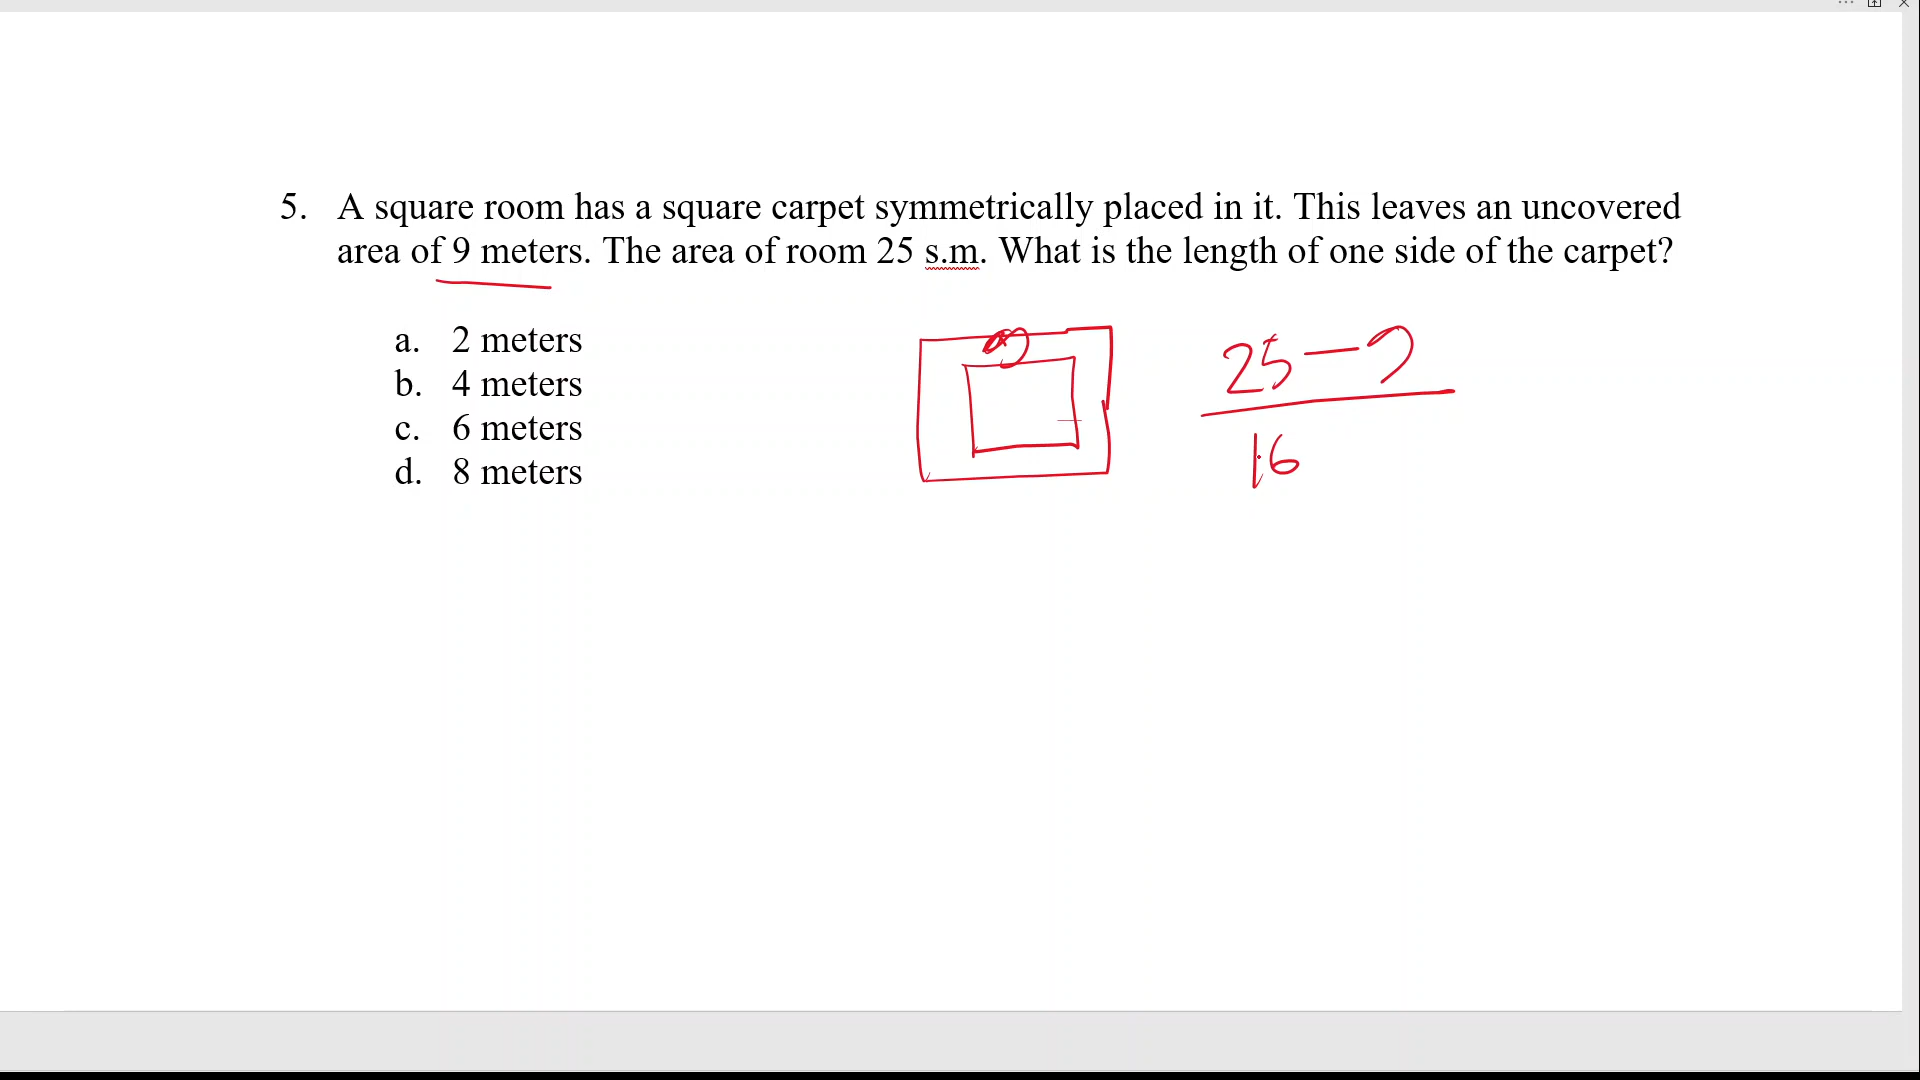 5. A square room has a square carpet symmetrically placed in it. This leaves an uncovered
area of 9 meters. The area of room 25 s.m. What is the length of one side of the carpet?
a. 2 meters
b. 4 meters
c. 6 meters
d. 8 meters
25 — 9
16